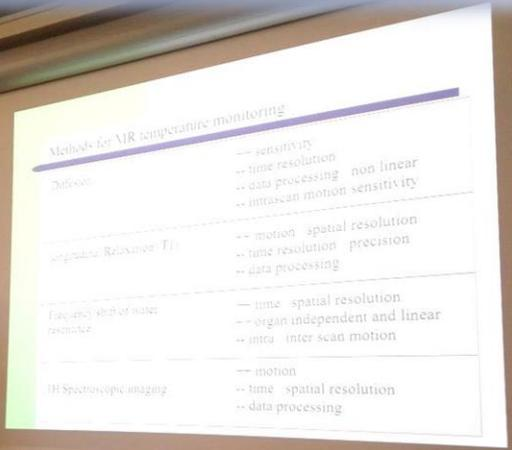 Methods for MR temperature monitoring
Diffusion
-- sensitivity
-- time resolution
-- data processing non linear
-- intrascan motion sensitivity
Longitudinal Relaxation (T1)
-- motion spatial resolution
-- time resolution precision
-- data processing
Frequency shift of water
resonance
-- time spatial resolution
-- organ independent and linear
-- intra inter scan motion
1H Spectroscopic imaging
-- motion
-- time spatial resolution
-- data processing